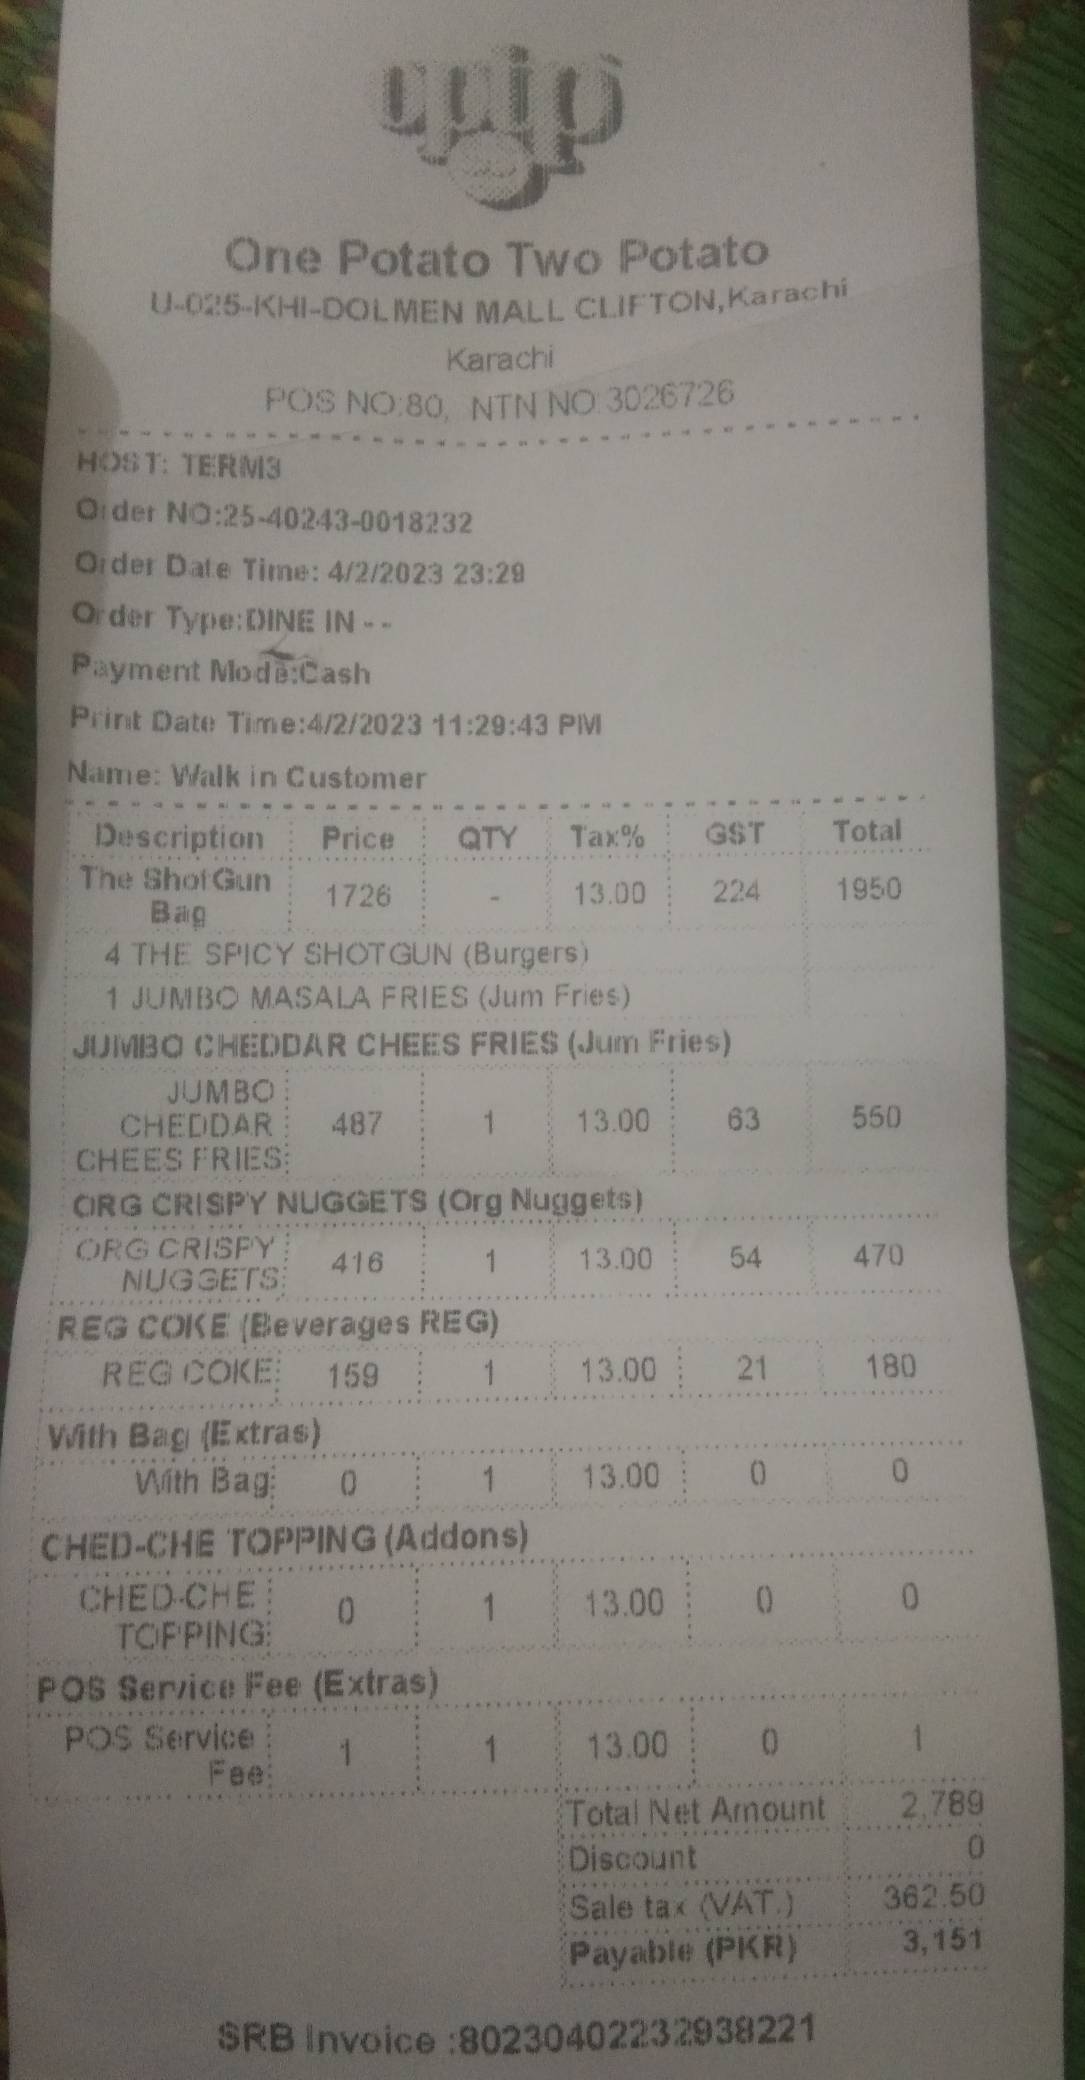 One Potato Two Potato
U-025-KHI-DOLMEN MALL CLIFTON,Karachi
Karachi
POS NO:80, NTN NO:3026726
HOST: TERM3
Order NO:25-40243-0018232
Order Date Time: 4/2/2023 23:29
Order Type:DINE IN - -
Payment Mode:Cash
Print Date Time:4/2/2023 11:29:43 PM
Name: Walk in Customer
Description Price QTY Tax% GST Total
The ShotGun Bag 1726 - 13.00 224 1950
4 THE SPICY SHOTGUN (Burgers)
1 JUMBO MASALA FRIES (Jum Fries)
JUMBO CHEDDAR CHEES FRIES (Jum Fries)
JUMBO CHEDDAR CHEES FRIES: 487 1 13.00 63 550
ORG CRISPY NUGGETS (Org Nuggets)
ORG CRISPY NUGGETS: 416 1 13.00 54 470
REG COKE (Beverages REG)
REG COKE: 159 1 13.00 21 180
With Bag (Extras)
With Bag: 0 1 13.00 0 0
CHED-CHE TOPPING (Addons)
CHED-CHE TOPPING: 0 1 13.00 0 0
POS Service Fee (Extras)
POS Service Fee: 1 1 13.00 0 1
Total Net Amount 2,789
Discount 0
Sale tax (VAT.) 362.50
Payable (PKR) 3,151
SRB Invoice :80230402232938221